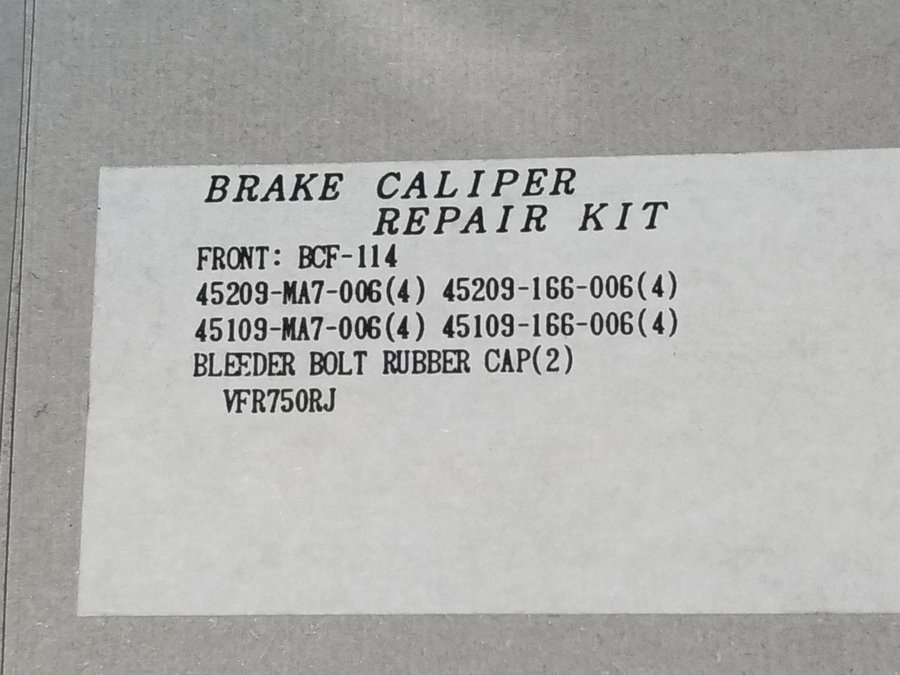 BRAKE CALIPER
REPAIR KIT
FRONT: BCF-114
45209-MA7-006(4) 45209-166-006(4)
45109-MA7-006(4) 45109-166-006(4)
BLEEDER BOLT RUBBER CAP(2)
VFR750RJ